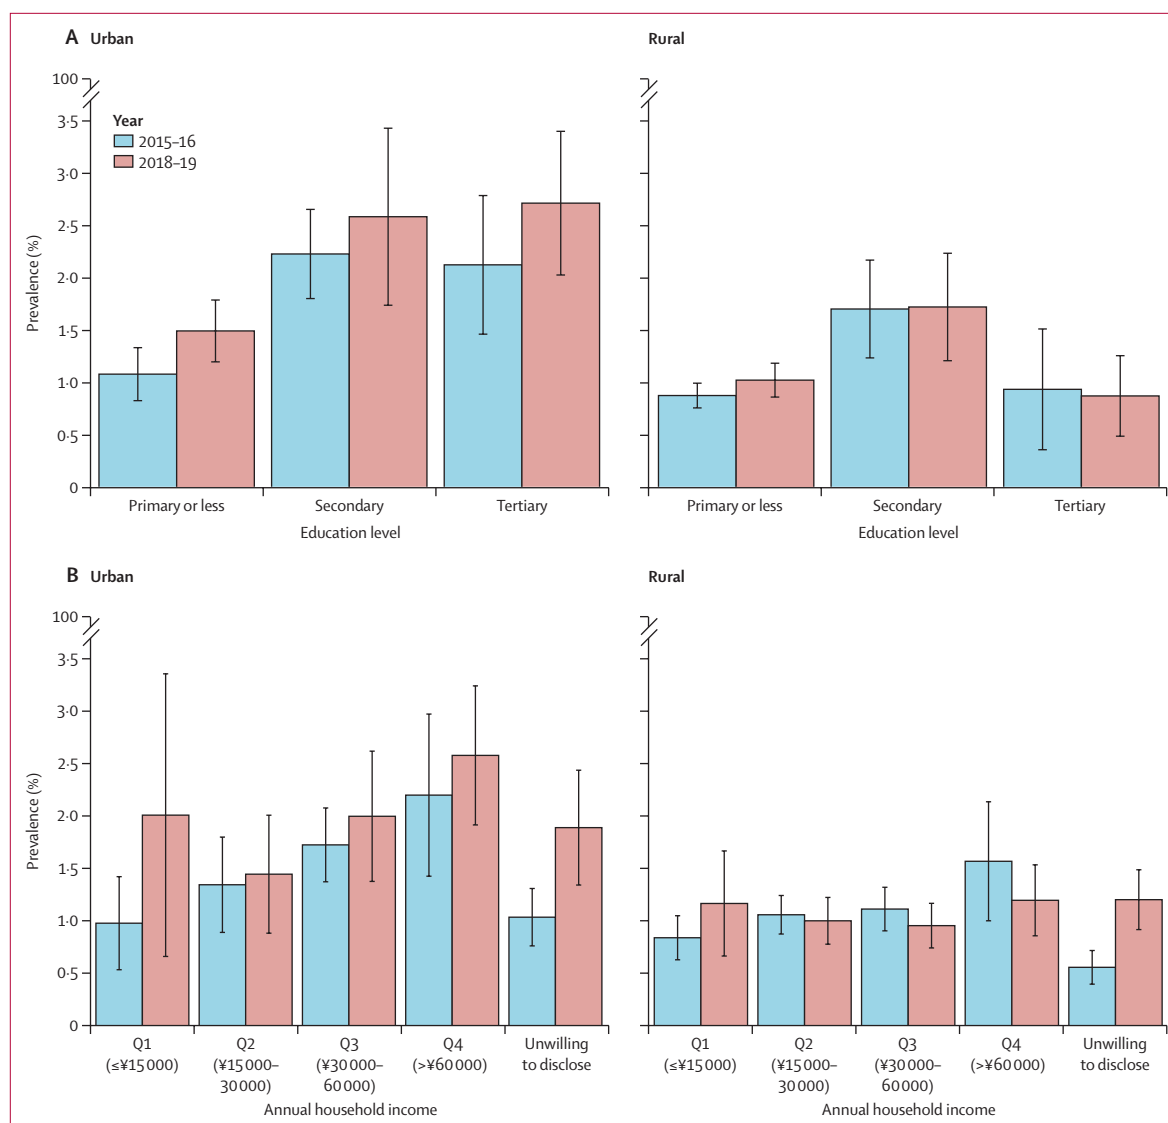 A Urban
Rural
100
3·5
3·0
2·5
2·0
1·5
1·0
0·5
0
Prevalence (%)
Year
2015–16
2018–19
Primary or less
Secondary
Tertiary
Education level
Primary or less
Secondary
Tertiary
Education level
B Urban
Rural
100
3·5
3·0
2·5
2·0
1·5
1·0
0·5
0
Prevalence (%)
Q1
(≤¥15 000)
Q2
(¥15 000–
30 000)
Q3
(¥30 000–
60 000)
Q4
(>¥60 000)
Unwilling
to disclose
Annual household income
Q1
(≤¥15 000)
Q2
(¥15 000–
30 000)
Q3
(¥30 000–
60 000)
Q4
(>¥60 000)
Unwilling
to disclose
Annual household income